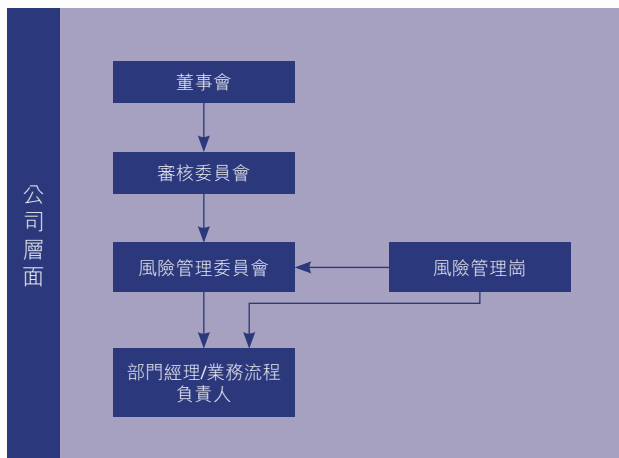 公司層面
董事會
審核委員會
風險管理委員會
風險管理崗
部門經理/業務流程
負責人